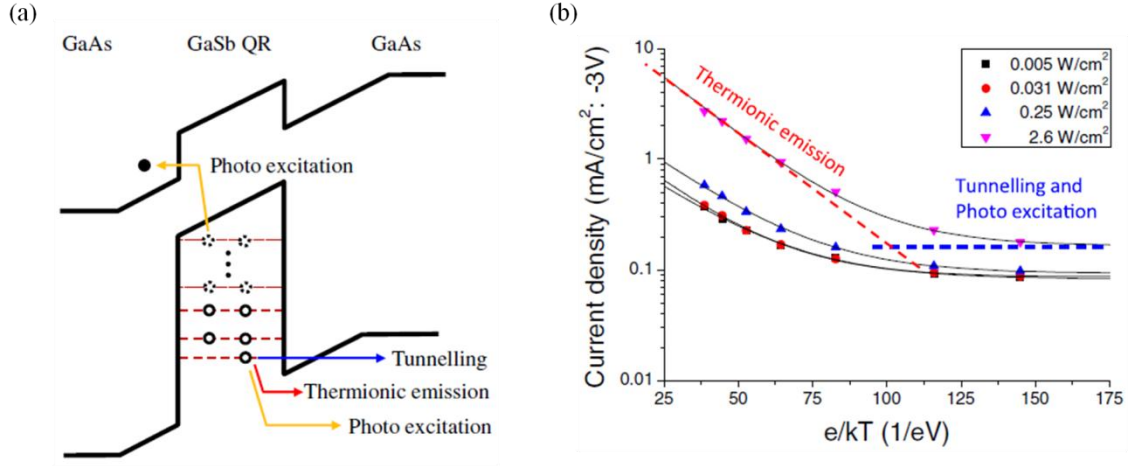 (a)
GaAs GaSb QR GaAs
Photo excitation
Tunnelling
Thermionic emission
Photo excitation
(b)
Current density (mA/cm²: -3V)
10
1
0.1
0.01
25 50 75 100 125 150 175
e/kT (1/eV)
0.005 W/cm²
0.031 W/cm²
0.25 W/cm²
2.6 W/cm²
Thermionic emission
Tunnelling and
Photo excitation